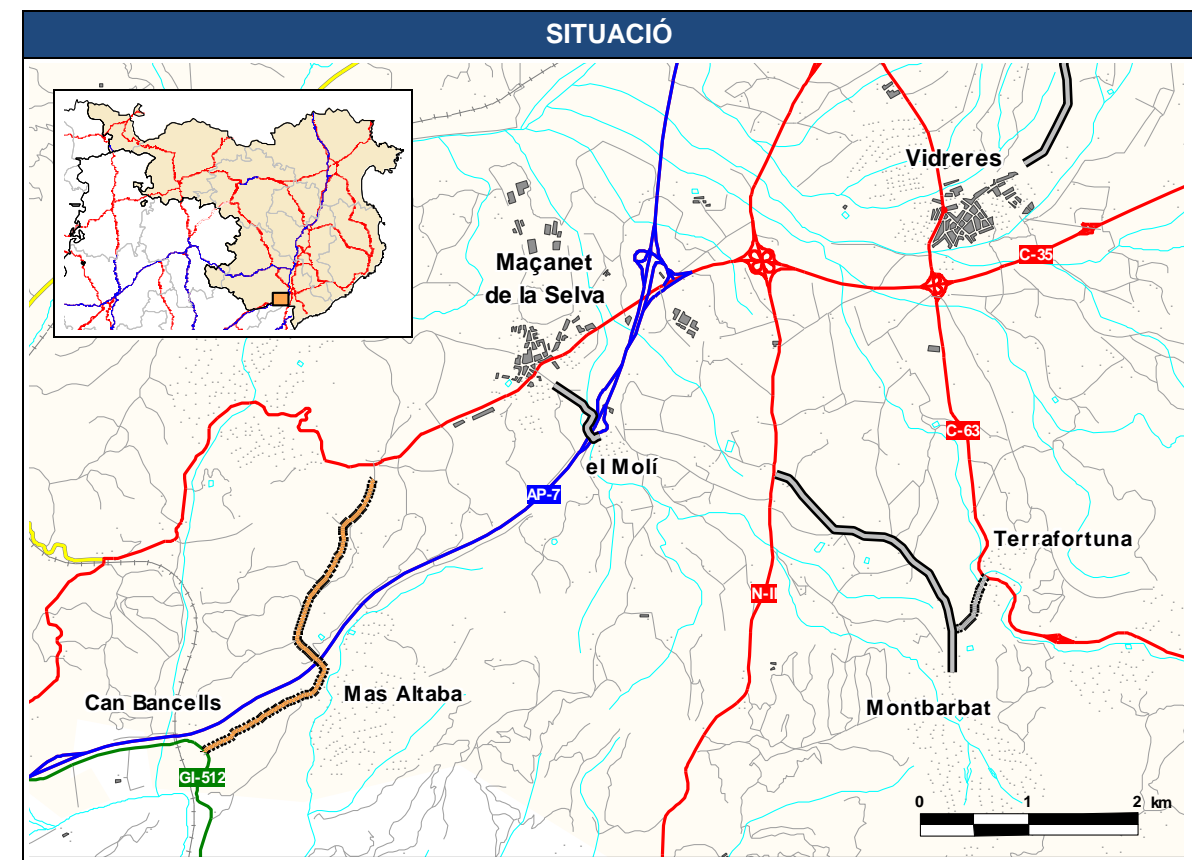 SITUACIÓ
Vidreres
C-35
Maçanet
de la Selva
C-63
el Molí
AP-7
Terrafortuna
N-II
Mas Altaba
Can Bancells
Montbarbat
GI-512
0 1 2 km